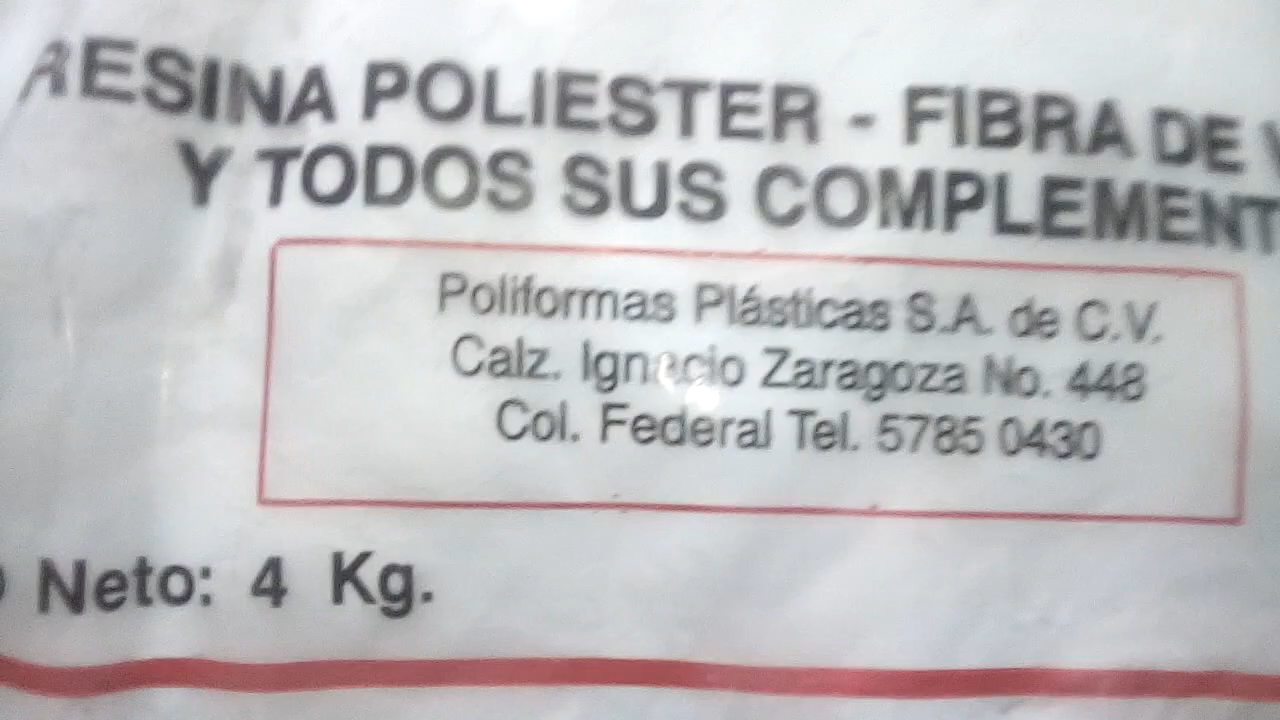 RESINA POLIESTER - FIBRA DE
Y TODOS SUS COMPLEMENT
Poliformas Plásticas S.A. de C.V.
Calz. Ignacio Zaragoza No. 448
Col. Federal Tel. 5785 0430
Neto: 4 Kg.